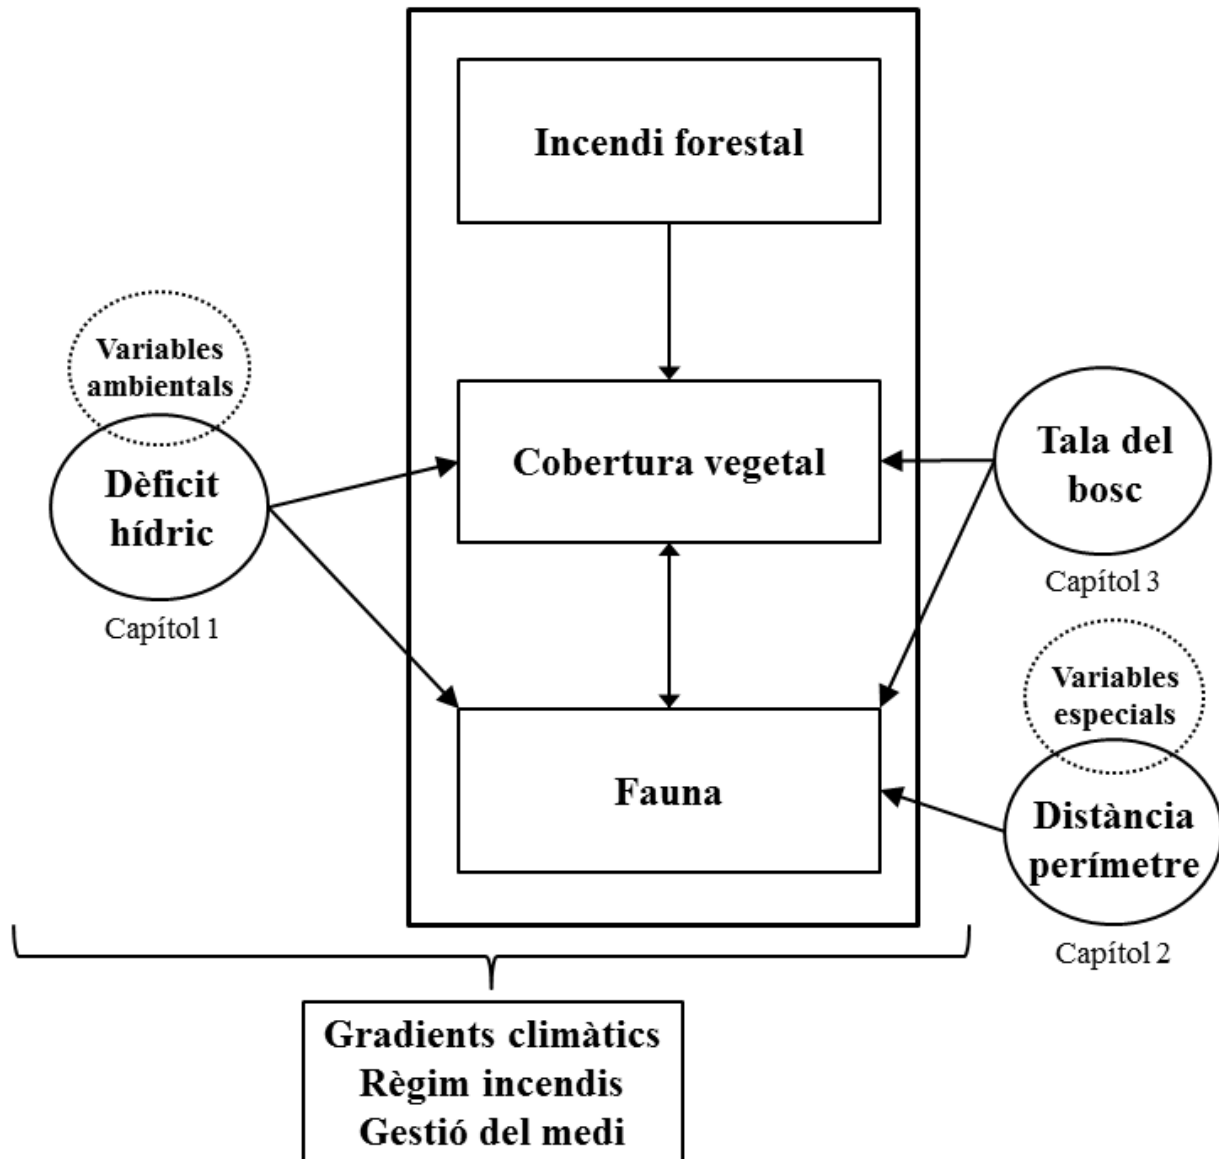 Incendi forestal
Variables
ambientals
Dèficit
hídric
Capítol 1
Cobertura vegetal
Tala del
bosc
Capítol 3
Fauna
Variables
especials
Distància
perímetre
Capítol 2
Gradients climàtics
Règim incendis
Gestió del medi